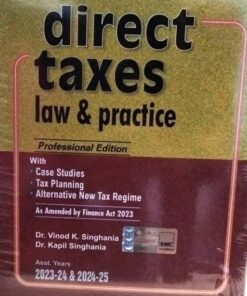 direct
taxes
law & practice
Professional Edition
With
· Case Studies
· Tax Planning
· Alternative New Tax Regime
As Amended by Finance Act 2023
Dr. Vinod K. Singhania
Dr. Kapil Singhania
Asst. Years
2023-24 & 2024-25